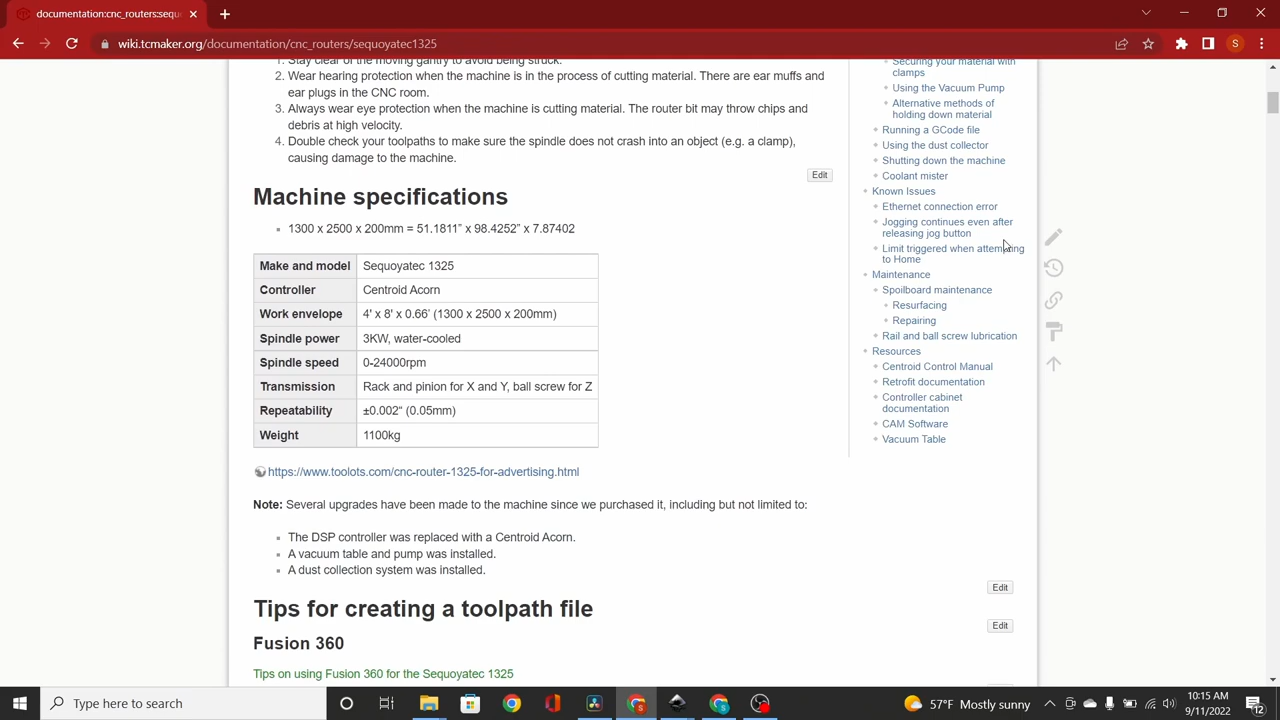 documentation:cnc_routers:sequo
wiki.tcmaker.org/documentation/cnc_routers/sequoyatec1325
S
1. Stay clear of the moving gantry to avoid being struck.
2. Wear hearing protection when the machine is in the process of cutting material. There are ear muffs and
ear plugs in the CNC room.
3. Always wear eye protection when the machine is cutting material. The router bit may throw chips and
debris at high velocity.
4. Double check your toolpaths to make sure the spindle does not crash into an object (e.g. a clamp),
causing damage to the machine.
Edit
Machine specifications
1300 x 2500 x 200mm = 51.1811” x 98.4252” x 7.87402
Make and model Sequoyatec 1325
Controller Centroid Acorn
Work envelope 4' x 8' x 0.66' (1300 x 2500 x 200mm)
Spindle power 3KW, water-cooled
Spindle speed 0-24000rpm
Transmission Rack and pinion for X and Y, ball screw for Z
Repeatability ±0.002“ (0.05mm)
Weight 1100kg
https://www.toolots.com/cnc-router-1325-for-advertising.html
Note: Several upgrades have been made to the machine since we purchased it, including but not limited to:
The DSP controller was replaced with a Centroid Acorn.
A vacuum table and pump was installed.
A dust collection system was installed.
Edit
Tips for creating a toolpath file
Edit
Fusion 360
Tips on using Fusion 360 for the Sequoyatec 1325
Securing your material with
clamps
Using the Vacuum Pump
Alternative methods of
holding down material
Running a GCode file
Using the dust collector
Shutting down the machine
Coolant mister
Known Issues
Ethernet connection error
Jogging continues even after
releasing jog button
Limit triggered when attempting
to Home
Maintenance
Spoilboard maintenance
Resurfacing
Repairing
Rail and ball screw lubrication
Resources
Centroid Control Manual
Retrofit documentation
Controller cabinet
documentation
CAM Software
Vacuum Table
Type here to search
57°F Mostly sunny
10:15 AM
9/11/2022
12